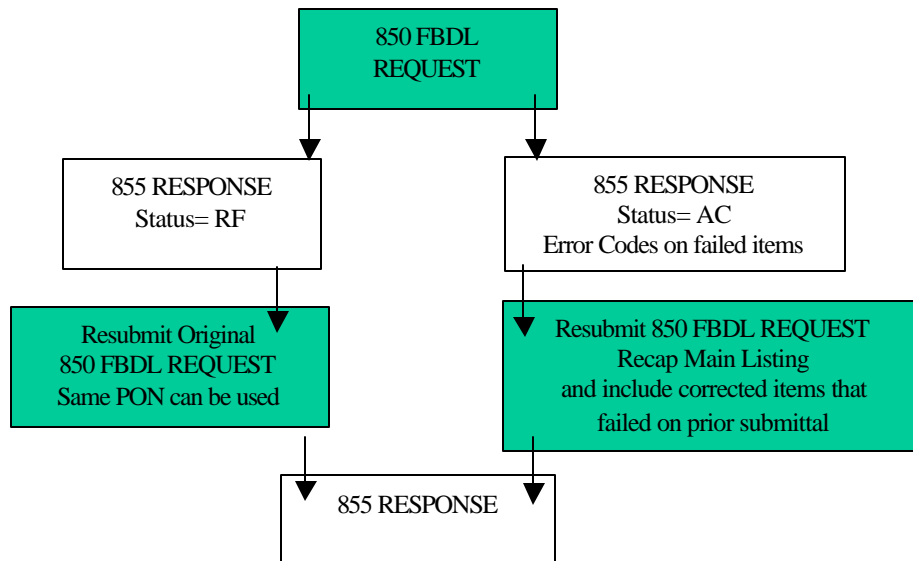 850 FBDL
REQUEST
855 RESPONSE
Status= RF
855 RESPONSE
Status= AC
Error Codes on failed items
Resubmit Original
850 FBDL REQUEST
Same PON can be used
Resubmit 850 FBDL REQUEST
Recap Main Listing
and include corrected items that
failed on prior submittal
855 RESPONSE